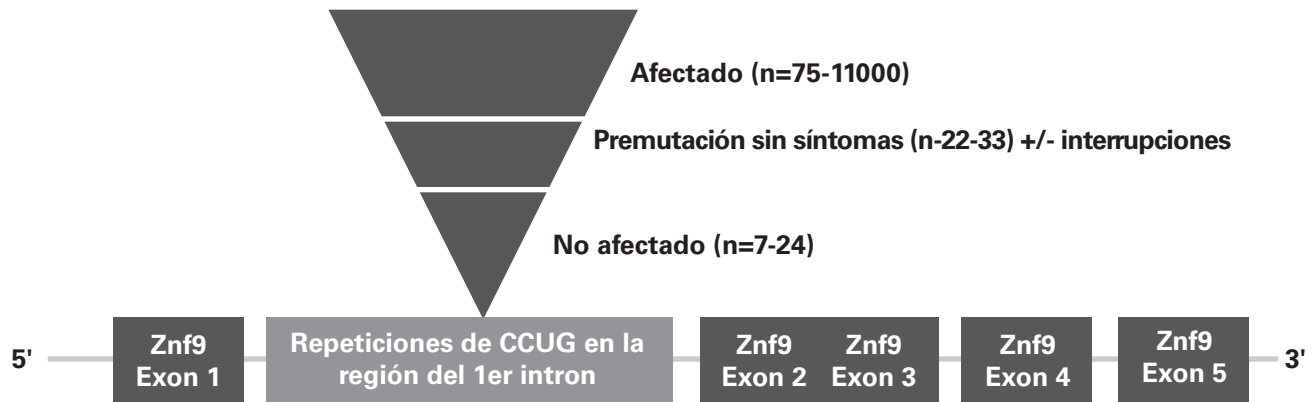 Afectado (n=75-11000)
Premutación sin síntomas (n-22-33) +/- interrupciones
No afectado (n=7-24)
5'
Znf9
Exon 1
Repeticiones de CCUG en la
región del 1er intron
Znf9
Exon 2
Znf9
Exon 3
Znf9
Exon 4
Znf9
Exon 5
3'